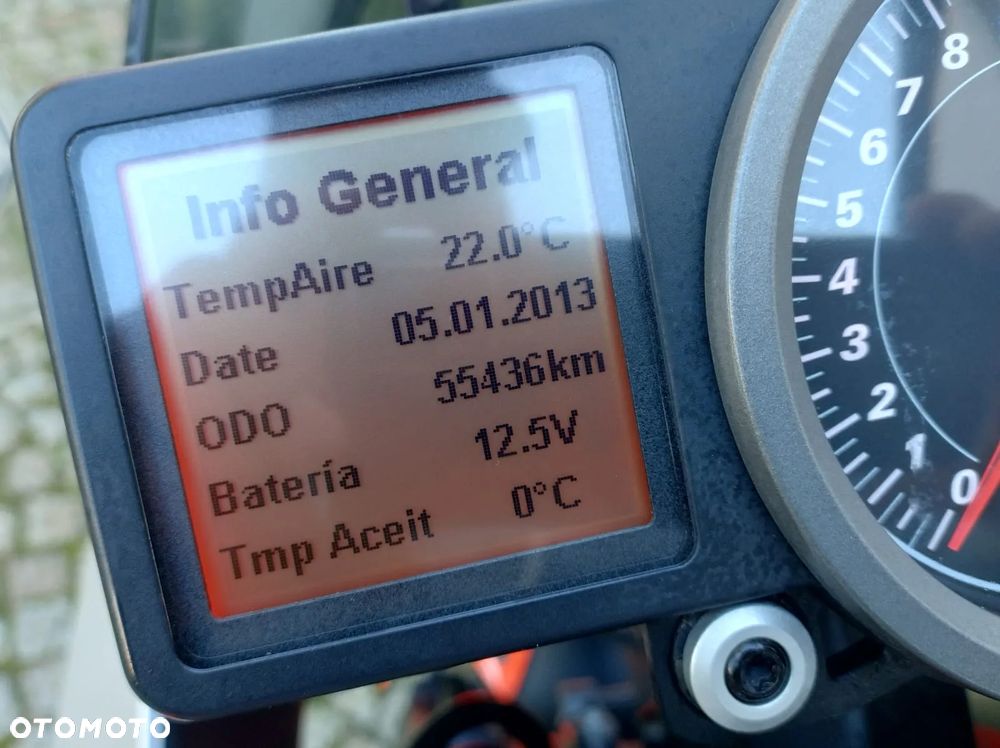 Info General
TempAire 22.0°C
Date 05.01.2013
ODO 55436km
Batería 12.5V
Tmp Aceit 0°C
8
7
6
5
4
3
2
1
0
OTOMOTO